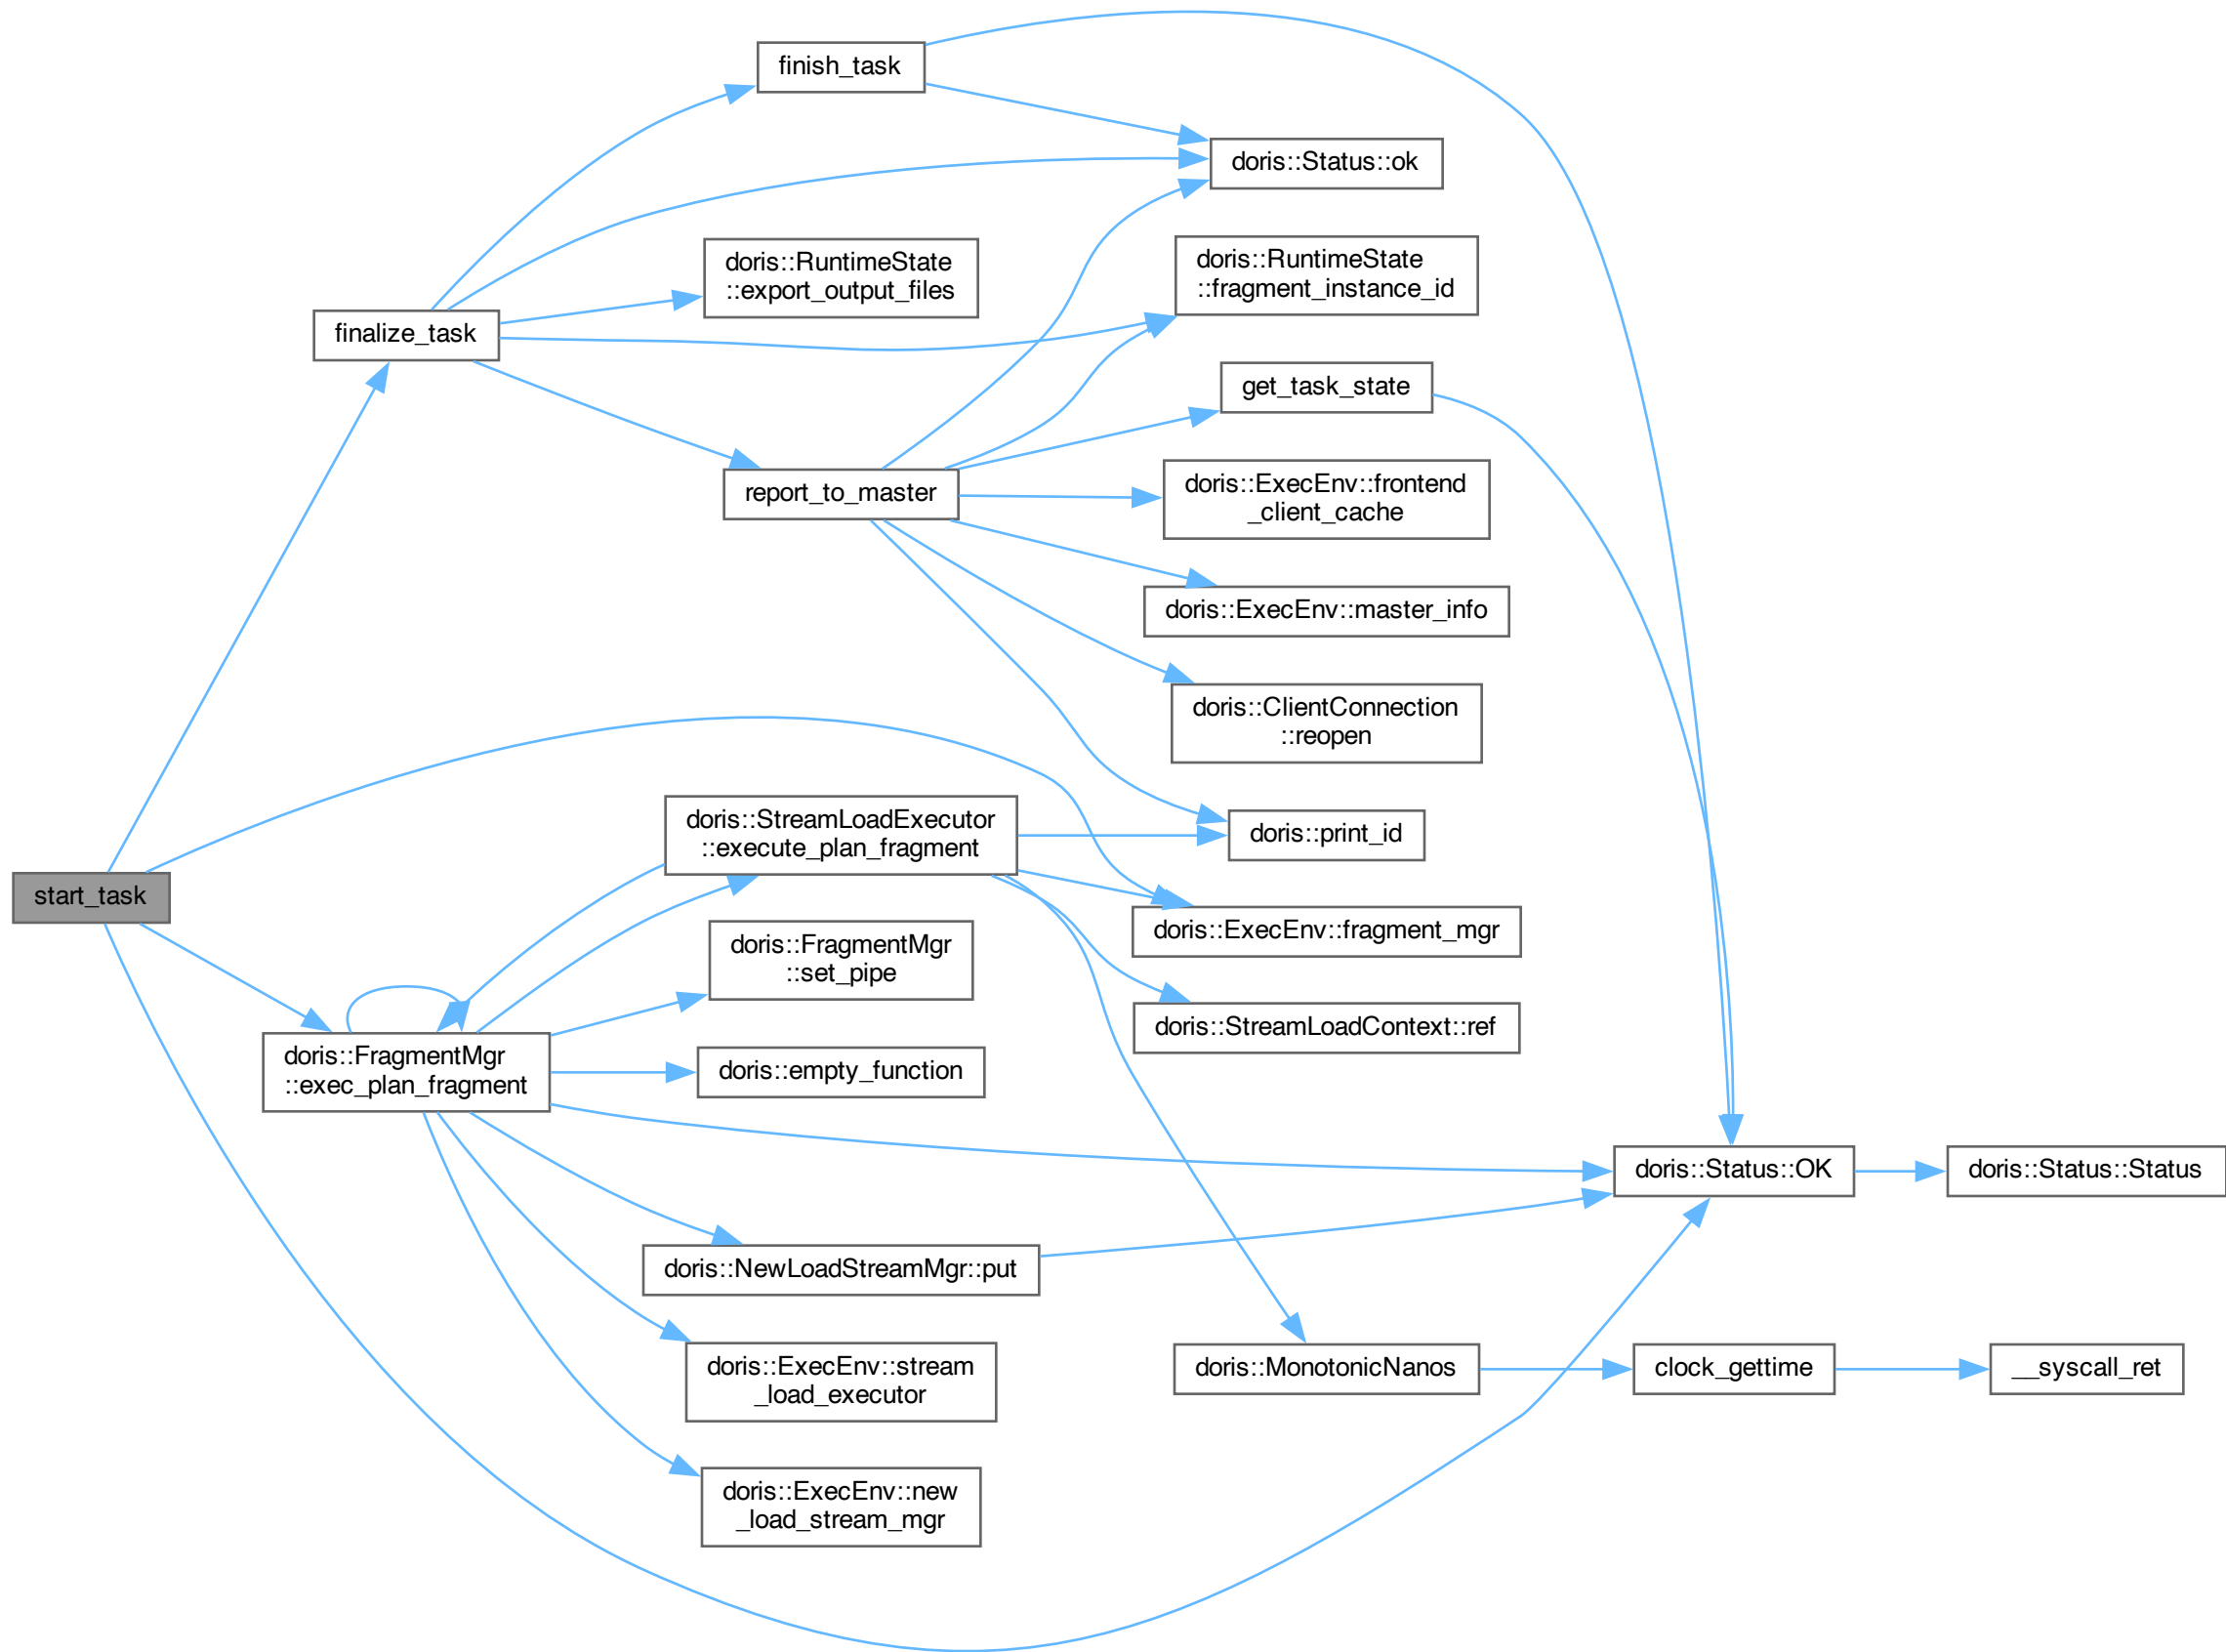 finish_task
doris::Status::ok
doris::RuntimeState
::export_output_files
doris::RuntimeState
::fragment_instance_id
finalize_task
get_task_state
report_to_master
doris::ExecEnv::frontend
_client_cache
doris::ExecEnv::master_info
doris::ClientConnection
::reopen
doris::StreamLoadExecutor
::execute_plan_fragment
doris::print_id
start_task
doris::ExecEnv::fragment_mgr
doris::FragmentMgr
::set_pipe
doris::StreamLoadContext::ref
doris::FragmentMgr
::exec_plan_fragment
doris::empty_function
doris::Status::OK
doris::Status::Status
doris::NewLoadStreamMgr::put
doris::ExecEnv::stream
_load_executor
doris::MonotonicNanos
clock_gettime
__syscall_ret
doris::ExecEnv::new
_load_stream_mgr